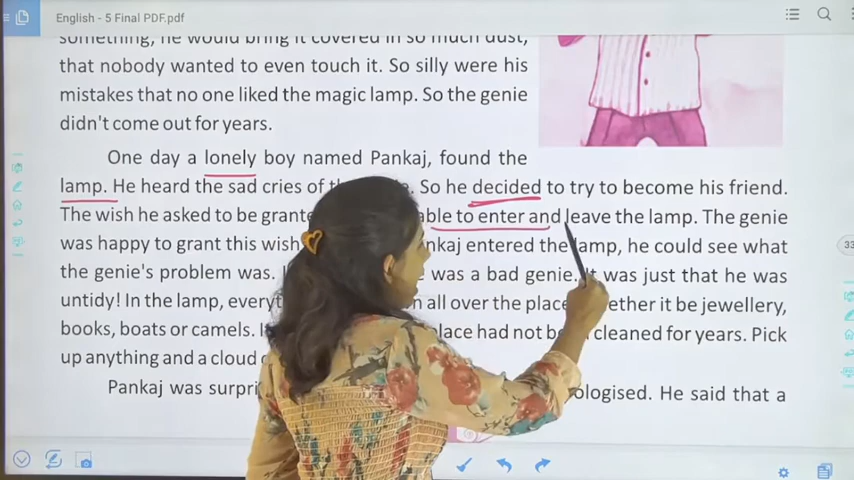 English - 5 Final PDF.pdf
something, he would bring it covered in so much dust,
that nobody wanted to even touch it. So silly were his
mistakes that no one liked the magic lamp. So the genie
didn't come out for years.
One day a lonely boy named Pankaj, found the
lamp. He heard the sad cries of So he decided to try to become his friend.
The wish he asked to be able to enter and leave the lamp. The genie
was happy to grant this wish entered the lamp, he could see what
the genie's problem was. was a bad genie. It was just that he was
untidy! In the lamp, all over the place, it be jewellery,
books, boats or camels. place had not cleaned for years. Pick
up anything and a cloud
Pankaj was He said that a
33